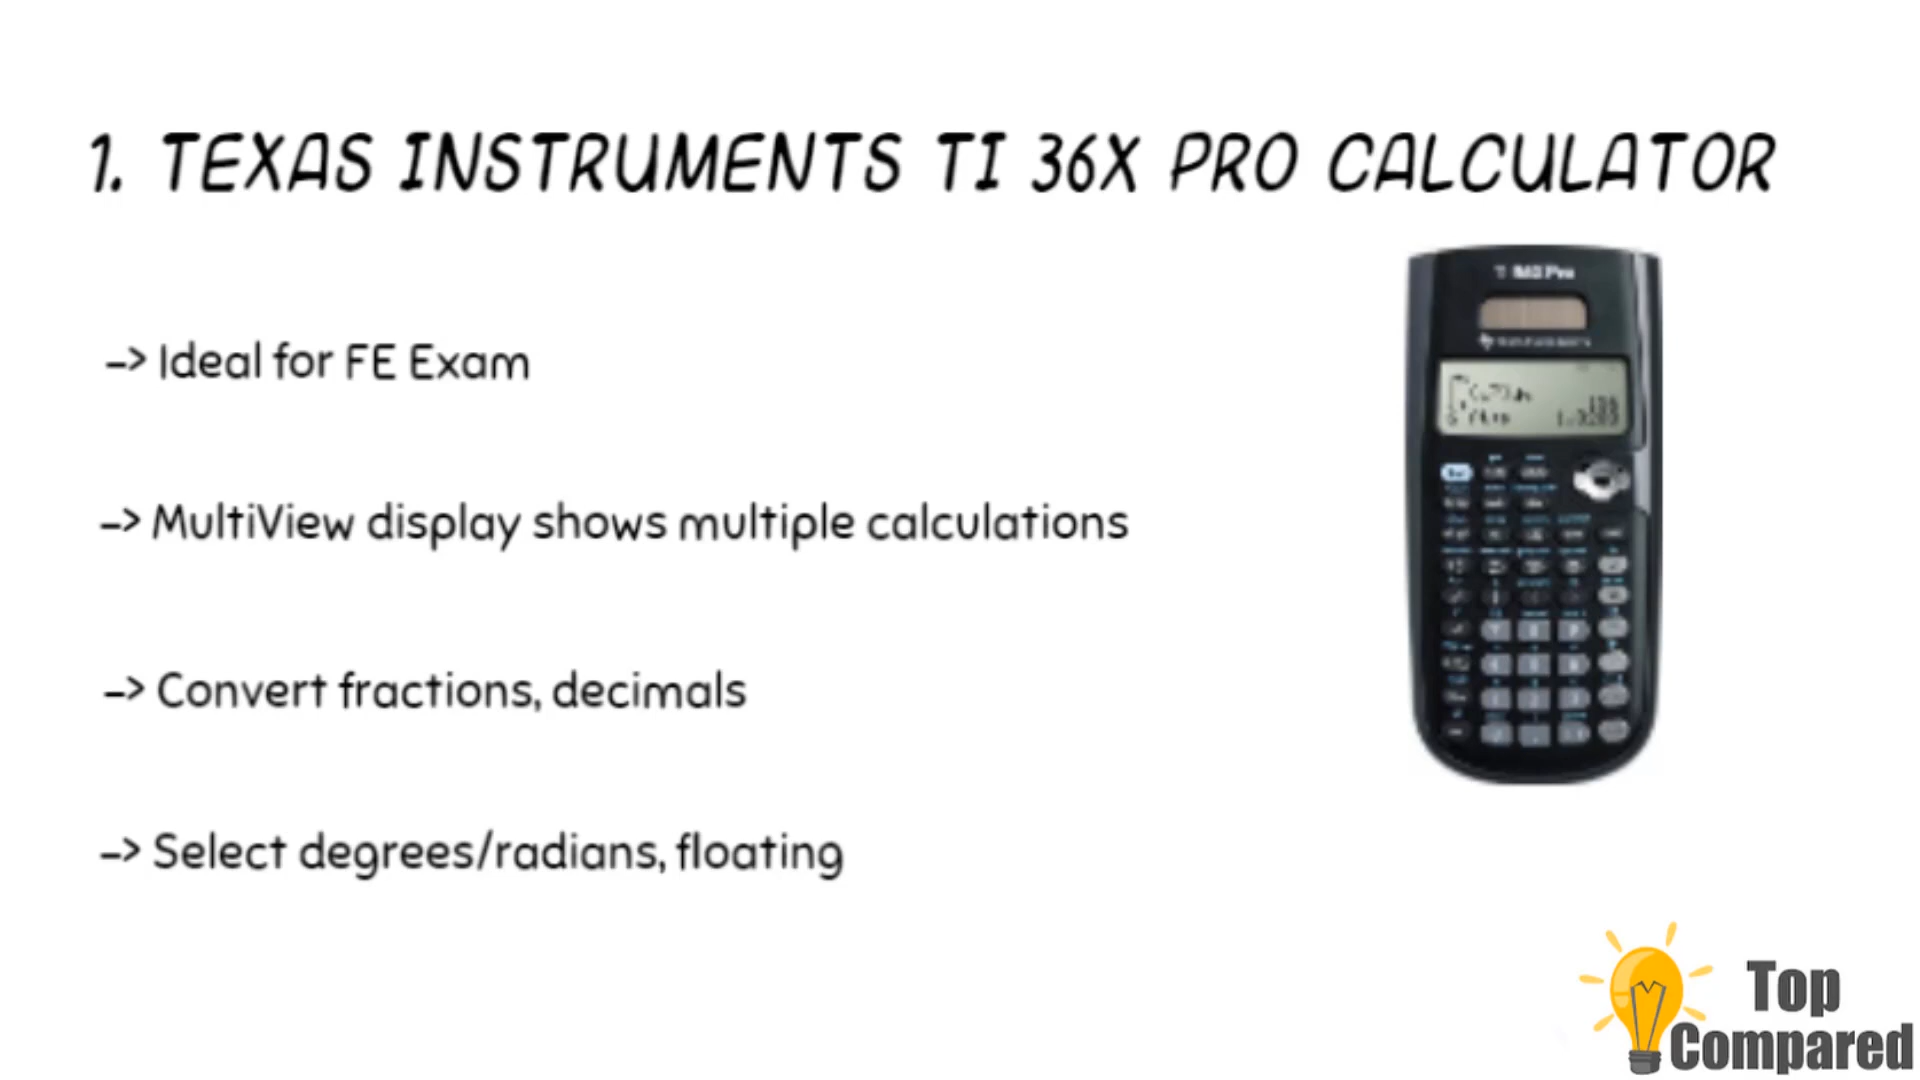 1. TEXAS INSTRUMENTS TI 36X PRO CALCULATOR
-> Ideal for FE Exam
-> MultiView display shows multiple calculations
-> Convert fractions, decimals
-> Select degrees/radians, floating
Top
Compared